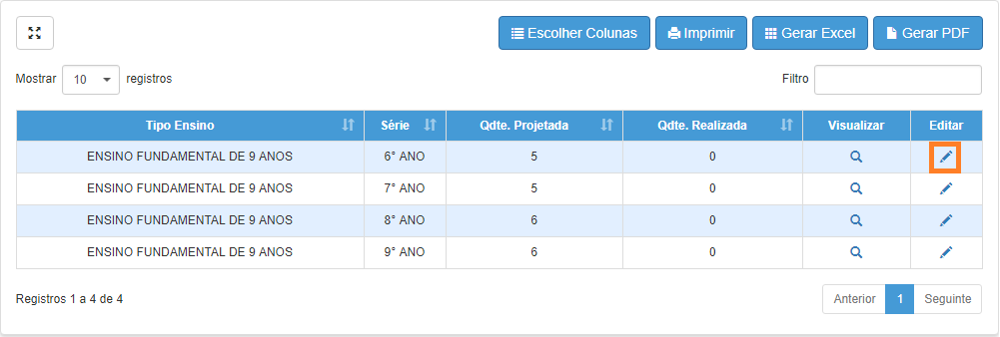 Escolher Colunas Imprimir Gerar Excel Gerar PDF
Mostrar 10 registros Filtro
Tipo Ensino Série Qdte. Projetada Qdte. Realizada Visualizar Editar
ENSINO FUNDAMENTAL DE 9 ANOS 6° ANO 5 0
ENSINO FUNDAMENTAL DE 9 ANOS 7° ANO 5 0
ENSINO FUNDAMENTAL DE 9 ANOS 8° ANO 6 0
ENSINO FUNDAMENTAL DE 9 ANOS 9° ANO 6 0
Registros 1 a 4 de 4 Anterior 1 Seguinte